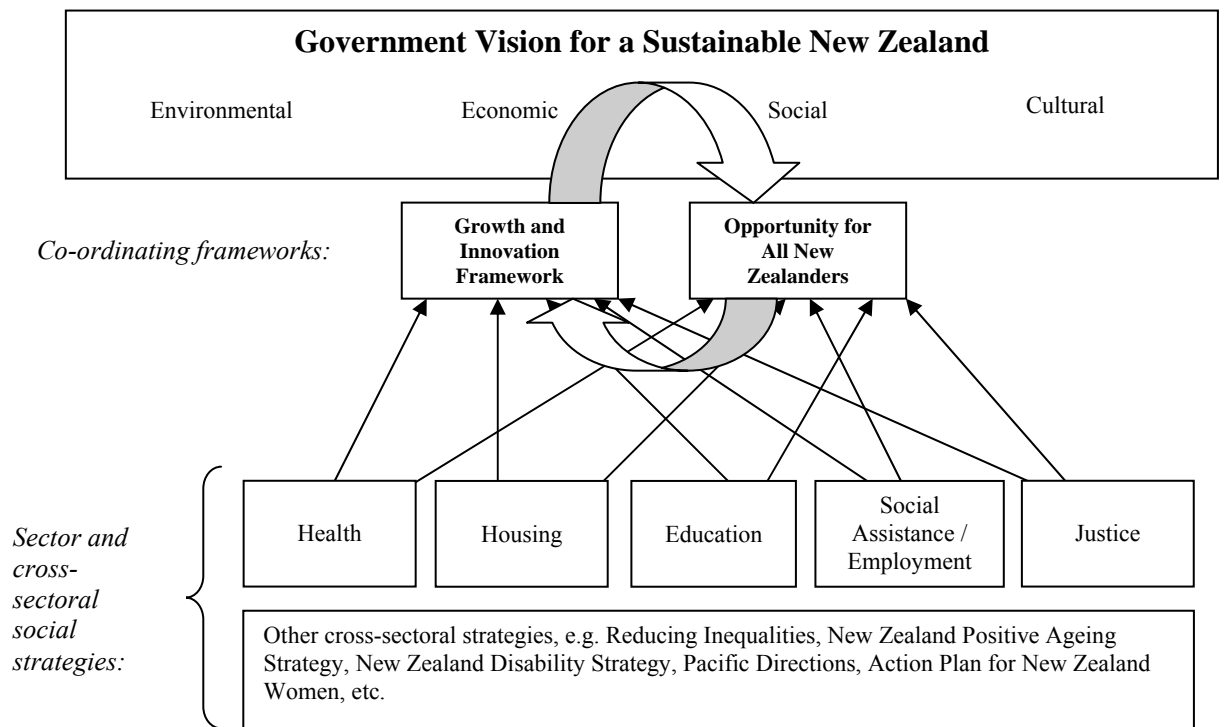 Government Vision for a Sustainable New Zealand
Environmental
Economic
Social
Cultural
Co-ordinating frameworks:
Growth and
Innovation
Framework
Opportunity for
All New
Zealanders
Sector and
cross-
sectoral
social
strategies:
Health
Housing
Education
Social
Assistance /
Employment
Justice
Other cross-sectoral strategies, e.g. Reducing Inequalities, New Zealand Positive Ageing
Strategy, New Zealand Disability Strategy, Pacific Directions, Action Plan for New Zealand
Women, etc.